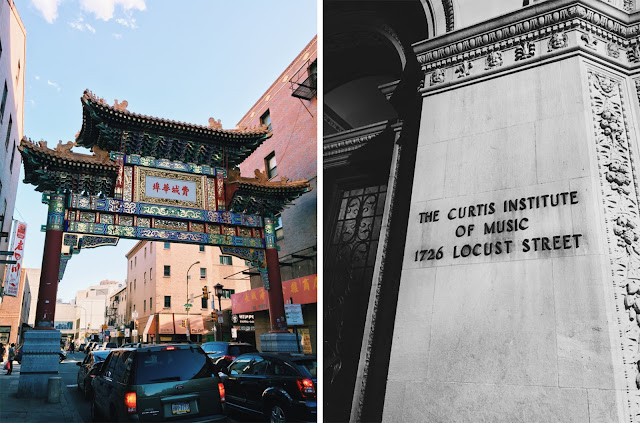 費城華埠
THE CURTIS INSTITUTE
OF MUSIC
1726 LOCUST STREET